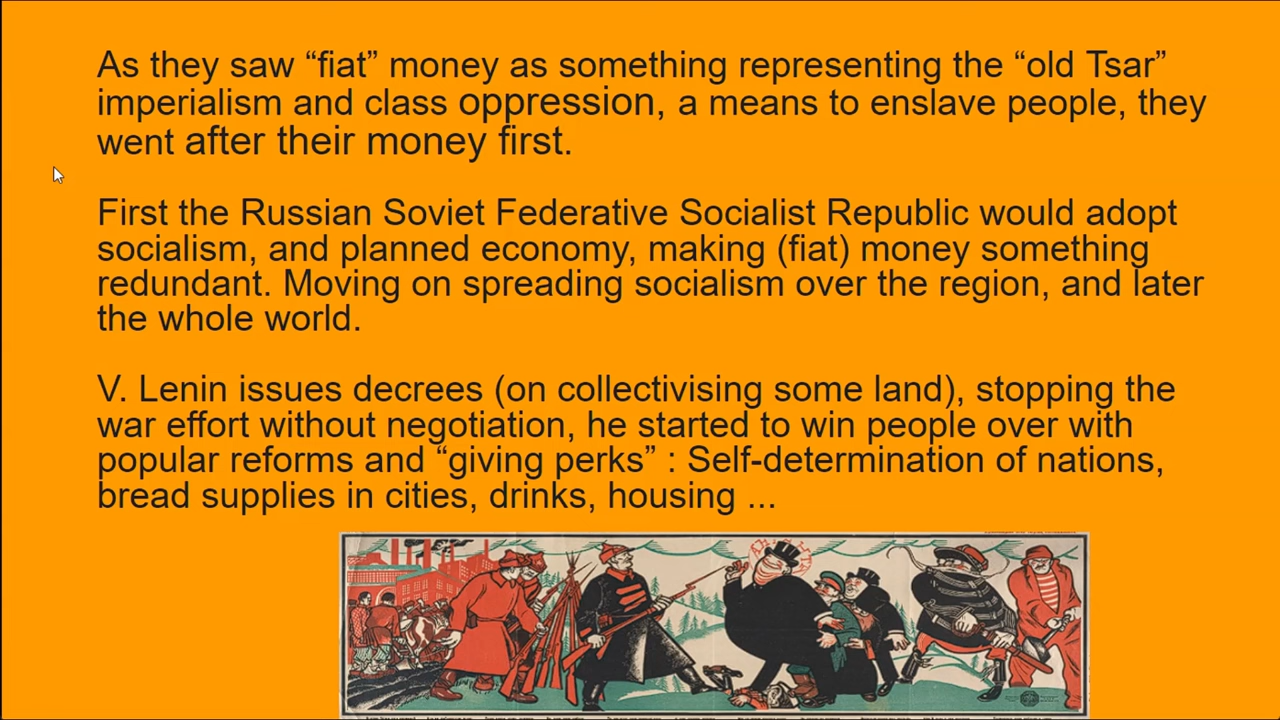 As they saw “fiat” money as something representing the “old Tsar”
imperialism and class oppression, a means to enslave people, they
went after their money first.
First the Russian Soviet Federative Socialist Republic would adopt
socialism, and planned economy, making (fiat) money something
redundant. Moving on spreading socialism over the region, and later
the whole world.
V. Lenin issues decrees (on collectivising some land), stopping the
war effort without negotiation, he started to win people over with
popular reforms and “giving perks” : Self-determination of nations,
bread supplies in cities, drinks, housing ...